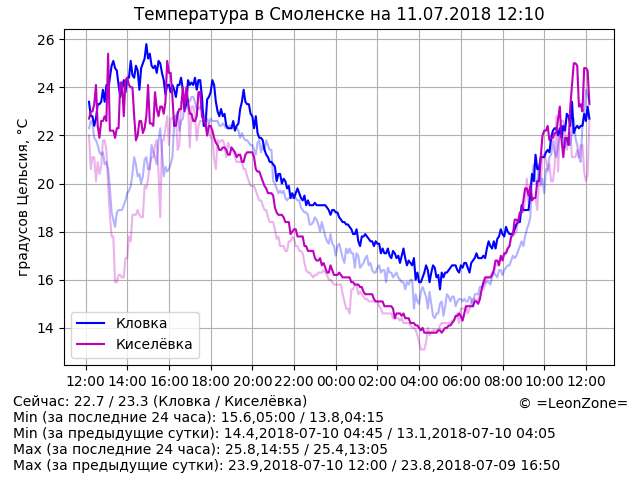 Температура в Смоленске на 11.07.2018 12:10
градусов Цельсия, °C
26
24
22
20
18
16
14
Кловка
Киселёвка
12:00 14:00 16:00 18:00 20:00 22:00 00:00 02:00 04:00 06:00 08:00 10:00 12:00
Сейчас: 22.7 / 23.3 (Кловка / Киселёвка)
© =LeonZone=
Min (за последние 24 часа): 15.6,05:00 / 13.8,04:15
Min (за предыдущие сутки): 14.4,2018-07-10 04:45 / 13.1,2018-07-10 04:05
Max (за последние 24 часа): 25.8,14:55 / 25.4,13:05
Max (за предыдущие сутки): 23.9,2018-07-10 12:00 / 23.8,2018-07-09 16:50